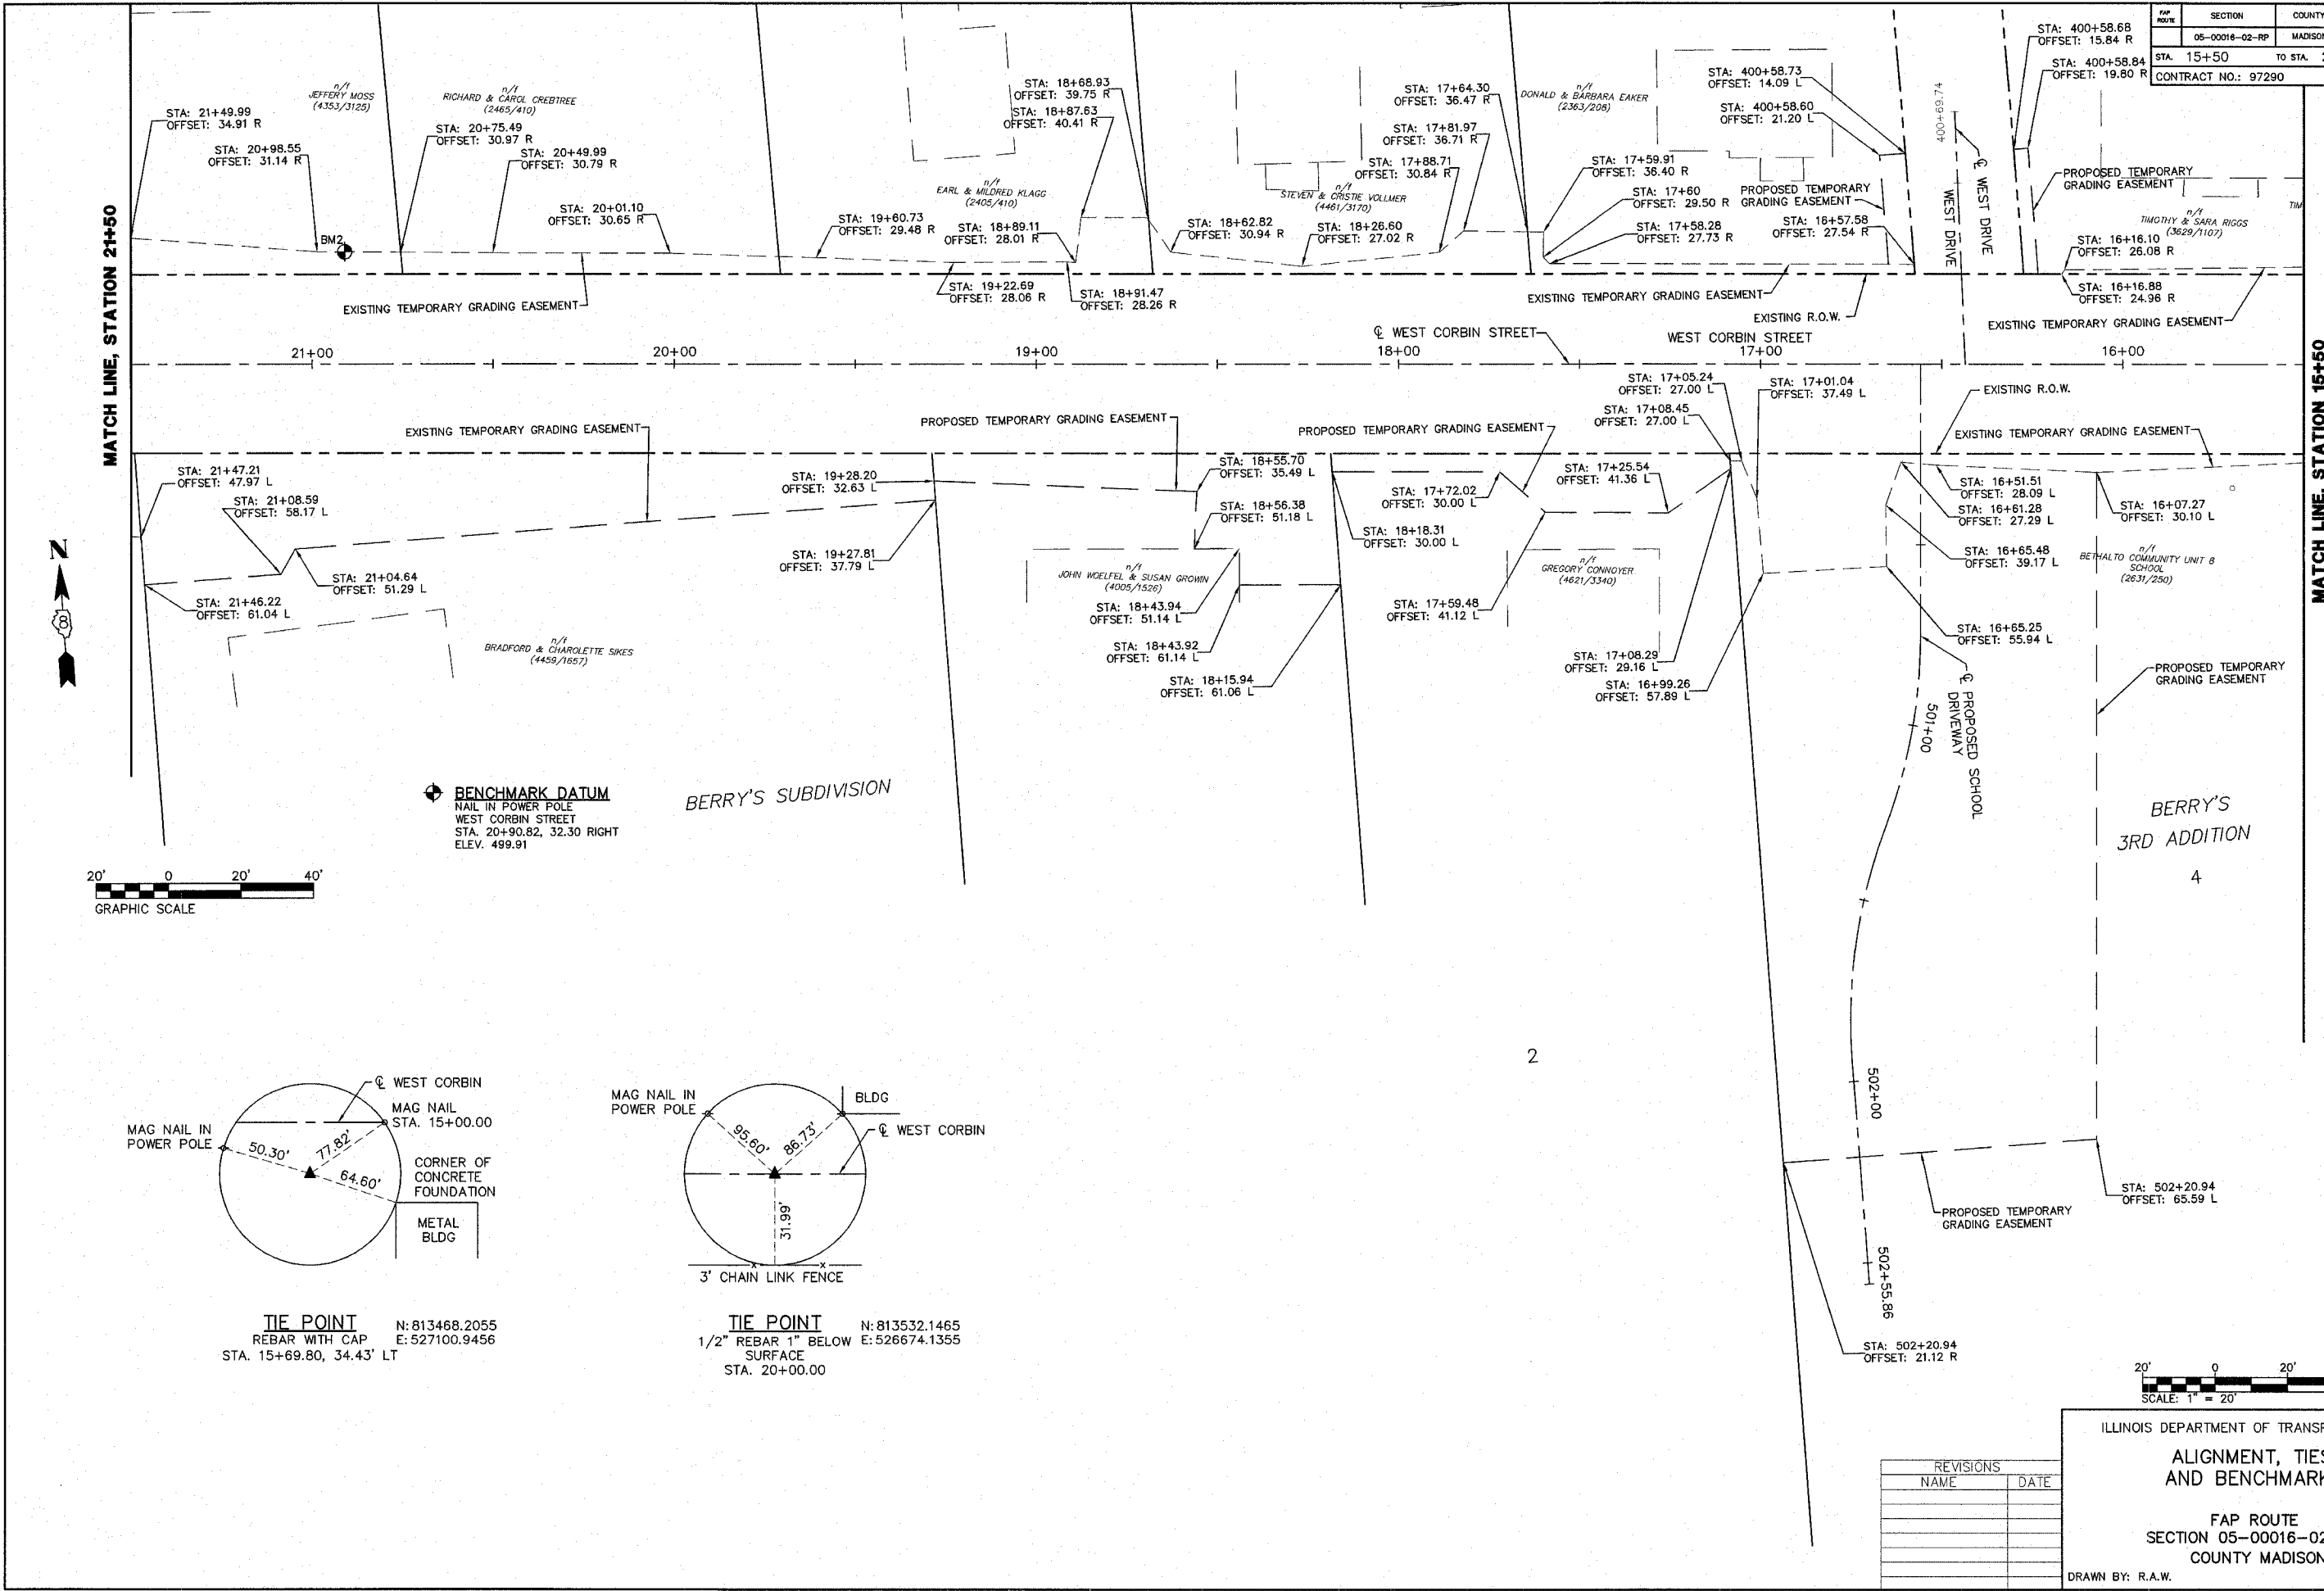 FAP ROUTE
SECTION
COUNTY
05-00016-02-RP
MADISON
STA. 15+50 TO STA.
CONTRACT NO.: 97290
MATCH LINE, STATION 21+50
STA: 21+49.99
OFFSET: 34.91 R
STA: 20+98.55
OFFSET: 31.14 R
n/f
JEFFERY MOSS
(4353/3125)
n/f
RICHARD & CAROL CREBTREE
(2465/410)
STA: 20+75.49
OFFSET: 30.97 R
STA: 20+49.99
OFFSET: 30.79 R
STA: 20+01.10
OFFSET: 30.65 R
BM2
EXISTING TEMPORARY GRADING EASEMENT
STA: 19+60.73
OFFSET: 29.48 R
n/f
EARL & MILDRED KLAGG
(2405/410)
STA: 18+68.93
OFFSET: 39.75 R
STA: 18+87.63
OFFSET: 40.41 R
STA: 18+89.11
OFFSET: 28.01 R
STA: 19+22.69
OFFSET: 28.06 R
STA: 18+91.47
OFFSET: 28.26 R
STA: 18+62.82
OFFSET: 30.94 R
n/f
STEVEN & CRISTIE VOLLMER
(4461/3170)
STA: 18+26.60
OFFSET: 27.02 R
STA: 17+64.30
OFFSET: 36.47 R
STA: 17+81.97
OFFSET: 36.71 R
STA: 17+88.71
OFFSET: 30.84 R
n/f
DONALD & BARBARA EAKER
(2363/208)
STA: 17+59.91
OFFSET: 36.40 R
STA: 17+60
OFFSET: 29.50 R
STA: 17+58.28
OFFSET: 27.73 R
STA: 400+58.73
OFFSET: 14.09 L
STA: 400+58.60
OFFSET: 21.20 L
PROPOSED TEMPORARY
GRADING EASEMENT
STA: 16+57.58
OFFSET: 27.54 R
EXISTING TEMPORARY GRADING EASEMENT
EXISTING R.O.W.
400+69.74
WEST DRIVE
℄ WEST DRIVE
STA: 400+58.68
OFFSET: 15.84 R
STA: 400+58.84
OFFSET: 19.80 R
PROPOSED TEMPORARY
GRADING EASEMENT
n/f
TIMOTHY & SARA RIGGS
(3629/1107)
TIM
STA: 16+16.10
OFFSET: 26.08 R
STA: 16+16.88
OFFSET: 24.96 R
EXISTING TEMPORARY GRADING EASEMENT
℄ WEST CORBIN STREET
WEST CORBIN STREET
21+00
20+00
19+00
18+00
17+00
16+00
MATCH LINE, STATION 15+50
EXISTING TEMPORARY GRADING EASEMENT
PROPOSED TEMPORARY GRADING EASEMENT
PROPOSED TEMPORARY GRADING EASEMENT
STA: 17+05.24
OFFSET: 27.00 L
STA: 17+08.45
OFFSET: 27.00 L
STA: 17+01.04
OFFSET: 37.49 L
EXISTING R.O.W.
EXISTING TEMPORARY GRADING EASEMENT
STA: 21+47.21
OFFSET: 47.97 L
STA: 21+08.59
OFFSET: 58.17 L
STA: 21+04.64
OFFSET: 51.29 L
STA: 21+46.22
OFFSET: 61.04 L
n/f
BRADFORD & CHAROLETTE SIKES
(4459/1657)
STA: 19+28.20
OFFSET: 32.63 L
STA: 19+27.81
OFFSET: 37.79 L
STA: 18+55.70
OFFSET: 35.49 L
STA: 18+56.38
OFFSET: 51.18 L
n/f
JOHN WOELFEL & SUSAN GROWIN
(4005/1526)
STA: 18+43.94
OFFSET: 51.14 L
STA: 18+43.92
OFFSET: 61.14 L
STA: 18+15.94
OFFSET: 61.06 L
STA: 18+18.31
OFFSET: 30.00 L
STA: 17+72.02
OFFSET: 30.00 L
STA: 17+25.54
OFFSET: 41.36 L
n/f
GREGORY CONNOYER
(4621/3340)
STA: 17+59.48
OFFSET: 41.12 L
STA: 17+08.29
OFFSET: 29.16 L
STA: 16+99.26
OFFSET: 57.89 L
STA: 16+51.51
OFFSET: 28.09 L
STA: 16+61.28
OFFSET: 27.29 L
STA: 16+65.48
OFFSET: 39.17 L
STA: 16+65.25
OFFSET: 55.94 L
STA: 16+07.27
OFFSET: 30.10 L
n/f
BETHALTO COMMUNITY UNIT 8
SCHOOL
(2631/250)
PROPOSED TEMPORARY
GRADING EASEMENT
℄ PROPOSED SCHOOL
DRIVEWAY
501+00
502+00
502+55.86
N
8
BENCHMARK DATUM
NAIL IN POWER POLE
WEST CORBIN STREET
STA. 20+90.82, 32.30 RIGHT
ELEV. 499.91
BERRY'S SUBDIVISION
BERRY'S
3RD ADDITION
4
2
20' 0 20' 40'
GRAPHIC SCALE
℄ WEST CORBIN
MAG NAIL
STA. 15+00.00
MAG NAIL IN
POWER POLE
50.30'
77.82'
64.60'
CORNER OF
CONCRETE
FOUNDATION
METAL
BLDG
TIE POINT
REBAR WITH CAP
STA. 15+69.80, 34.43' LT
N: 813468.2055
E: 527100.9456
MAG NAIL IN
POWER POLE
BLDG
℄ WEST CORBIN
95.60'
86.73'
31.99'
3' CHAIN LINK FENCE
TIE POINT
1/2" REBAR 1" BELOW
SURFACE
STA. 20+00.00
N: 813532.1465
E: 526674.1355
STA: 502+20.94
OFFSET: 65.59 L
PROPOSED TEMPORARY
GRADING EASEMENT
STA: 502+20.94
OFFSET: 21.12 R
20' 0 20'
SCALE: 1" = 20'
REVISIONS
NAME DATE
ILLINOIS DEPARTMENT OF TRANSP
ALIGNMENT, TIES
AND BENCHMARK
FAP ROUTE
SECTION 05-00016-02
COUNTY MADISON
DRAWN BY: R.A.W.